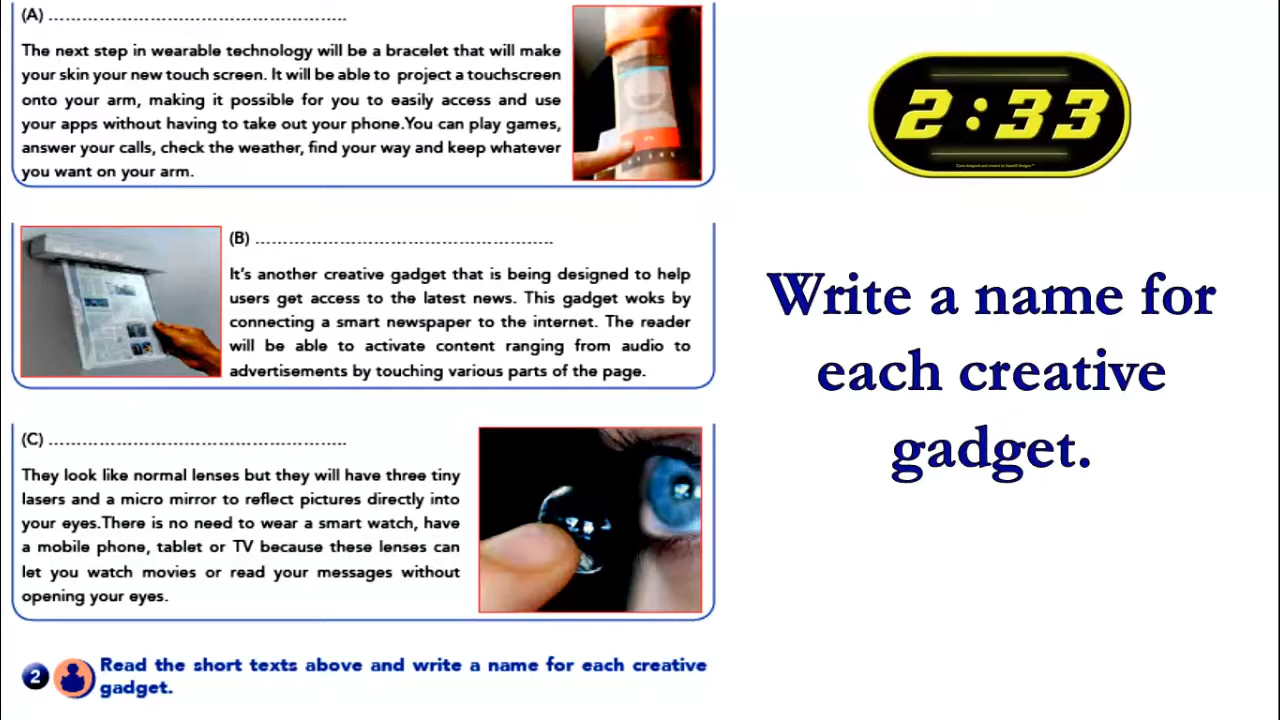 (A) ……………………………………………..
The next step in wearable technology will be a bracelet that will make
your skin your new touch screen. It will be able to project a touchscreen
onto your arm, making it possible for you to easily access and use
your apps without having to take out your phone.You can play games,
answer your calls, check the weather, find your way and keep whatever
you want on your arm.
(B) ……………………………………………..
It's another creative gadget that is being designed to help
users get access to the latest news. This gadget woks by
connecting a smart newspaper to the internet. The reader
will be able to activate content ranging from audio to
advertisements by touching various parts of the page.
(C) ……………………………………………..
They look like normal lenses but they will have three tiny
lasers and a micro mirror to reflect pictures directly into
your eyes.There is no need to wear a smart watch, have
a mobile phone, tablet or TV because these lenses can
let you watch movies or read your messages without
opening your eyes.
2 Read the short texts above and write a name for each creative
gadget.
2:33
Write a name for
each creative
gadget.